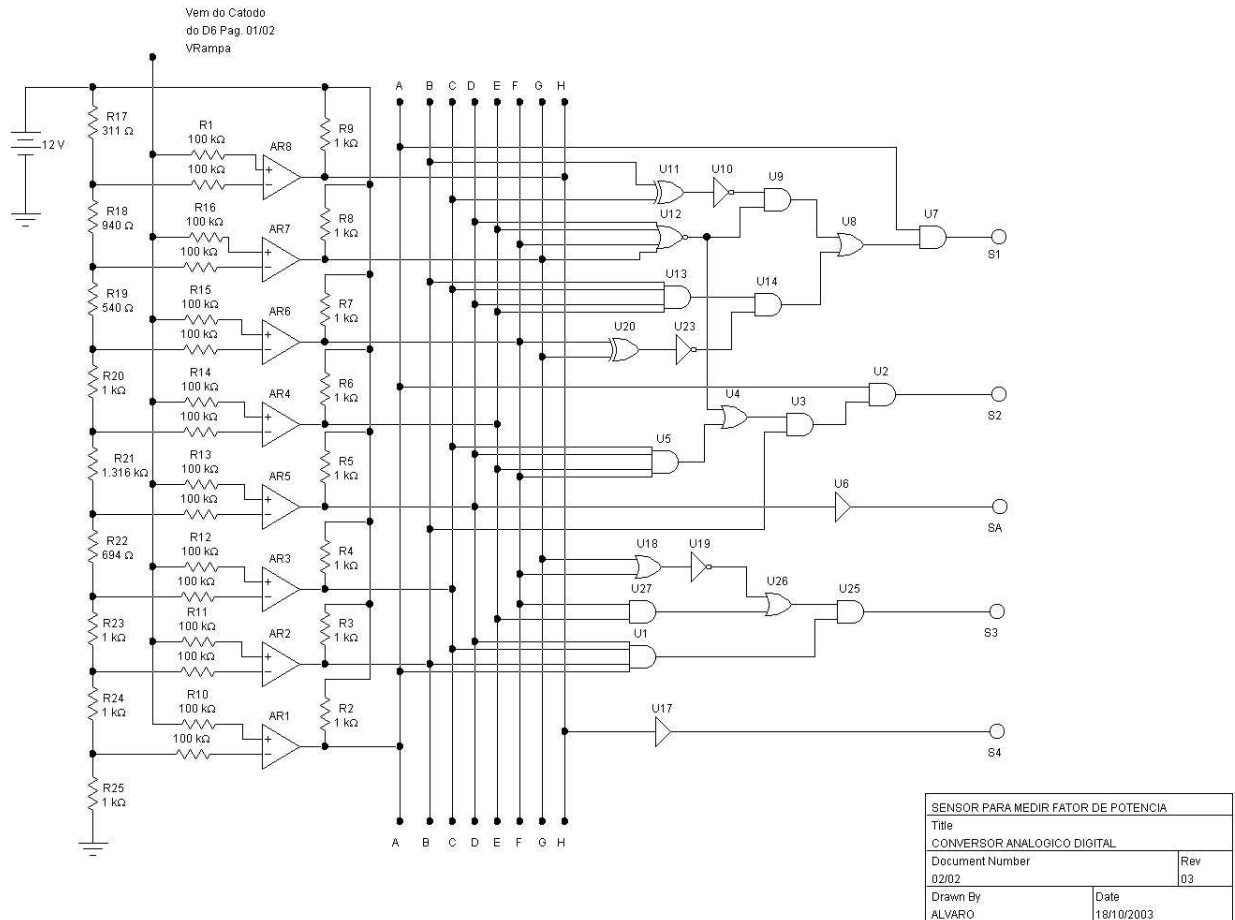 Vem do Catodo
do D6 Pag. 01/02
VRampa
A B C D E F G H
R17
311 Ω
12 V
R1
100 kΩ
100 kΩ
AR8
R9
1 kΩ
U11
U10
U9
R18
940 Ω
R16
100 kΩ
100 kΩ
AR7
R8
1 kΩ
U12
U8
U7
S1
R19
540 Ω
R15
100 kΩ
100 kΩ
AR6
R7
1 kΩ
U13
U14
U20
U23
R20
1 kΩ
R14
100 kΩ
100 kΩ
AR4
R6
1 kΩ
U4
U3
U2
S2
R21
1.316 kΩ
R13
100 kΩ
100 kΩ
AR5
R5
1 kΩ
U5
U6
SA
R22
694 Ω
R12
100 kΩ
100 kΩ
AR3
R4
1 kΩ
U18
U19
U26
U25
R23
1 kΩ
R11
100 kΩ
100 kΩ
AR2
R3
1 kΩ
U27
U1
S3
R24
1 kΩ
R10
100 kΩ
100 kΩ
AR1
R2
1 kΩ
U17
S4
R25
1 kΩ
A B C D E F G H
SENSOR PARA MEDIR FATOR DE POTENCIA
Title
CONVERSOR ANALOGICO DIGITAL
Document Number Rev
02/02 03
Drawn By Date
ALVARO 18/10/2003